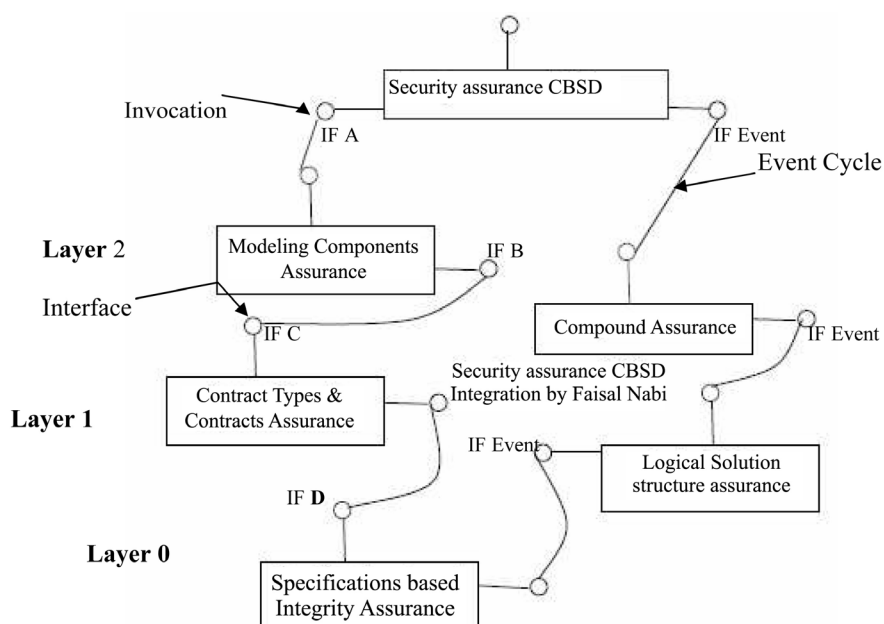 Security assurance CBSD
Invocation
IF A
IF Event
Event Cycle
Layer 2
Modeling Components
Assurance
IF B
Interface
IF C
Compound Assurance
IF Event
Security assurance CBSD
Integration by Faisal Nabi
Contract Types &
Contracts Assurance
Layer 1
IF Event
Logical Solution
structure assurance
IF D
Layer 0
Specifications based
Integrity Assurance